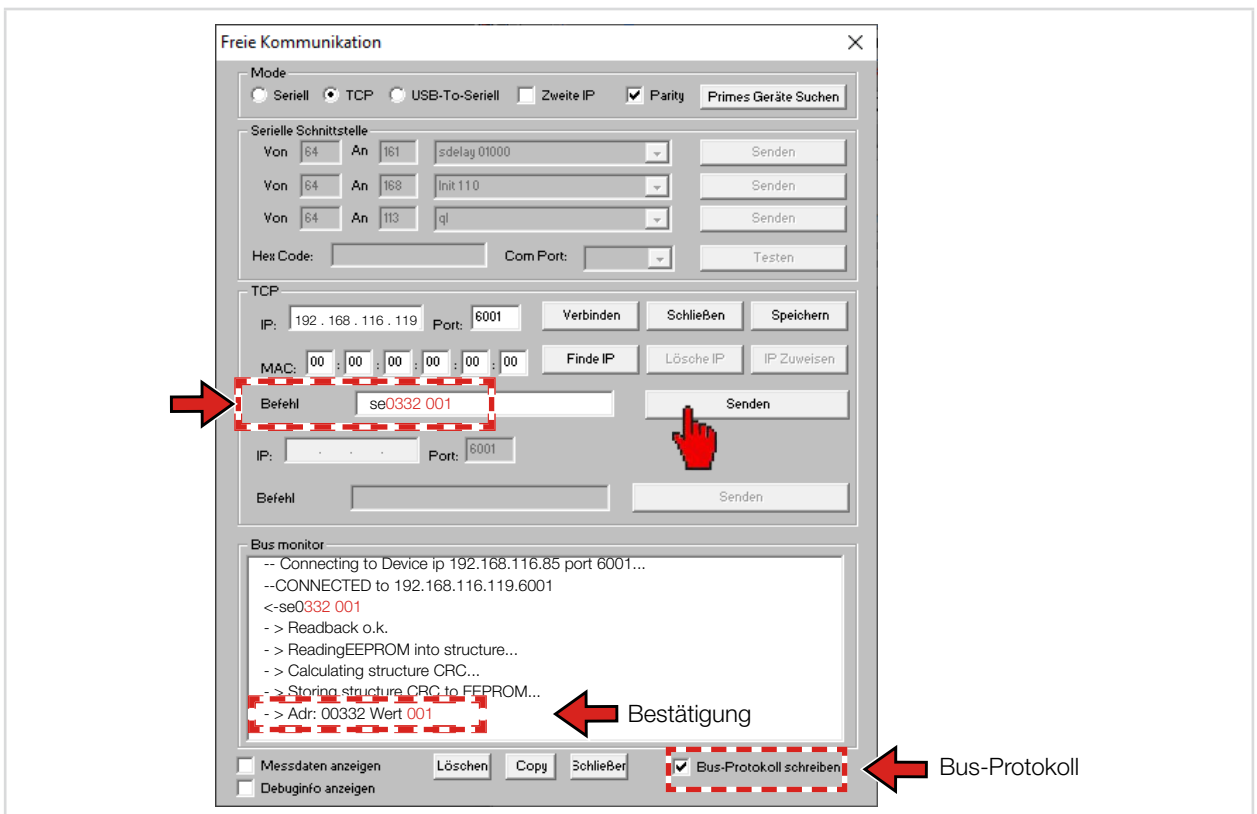 Freie Kommunikation
Mode
Seriell TCP USB-To-Seriell Zweite IP Parity Primes Geräte Suchen
Serielle Schnittstelle
Von 64 An 161 sdelay 01000 Senden
Von 64 An 168 Init 1 1 0 Senden
Von 64 An 113 ql Senden
Hex Code: Com Port: Testen
TCP
IP: 192 . 168 . 116 . 119 Port: 6001 Verbinden Schließen Speichern
MAC: 00 : 00 : 00 : 00 : 00 : 00 Finde IP Lösche IP IP Zuweisen
Befehl se0332 001 Senden
IP: . . . Port: 6001
Befehl Senden
Bus monitor
-- Connecting to Device ip 192.168.116.85 port 6001...
--CONNECTED to 192.168.116.119.6001
<-se0332 001
- > Readback o.k.
- > ReadingEEPROM into structure...
- > Calculating structure CRC...
- > Storing structure CRC to EEPROM...
- > Adr: 00332 Wert 001
Bestätigung
Messdaten anzeigen Löschen Copy Schließer Bus-Protokoll schreiben Bus-Protokoll
Debuginfo anzeigen